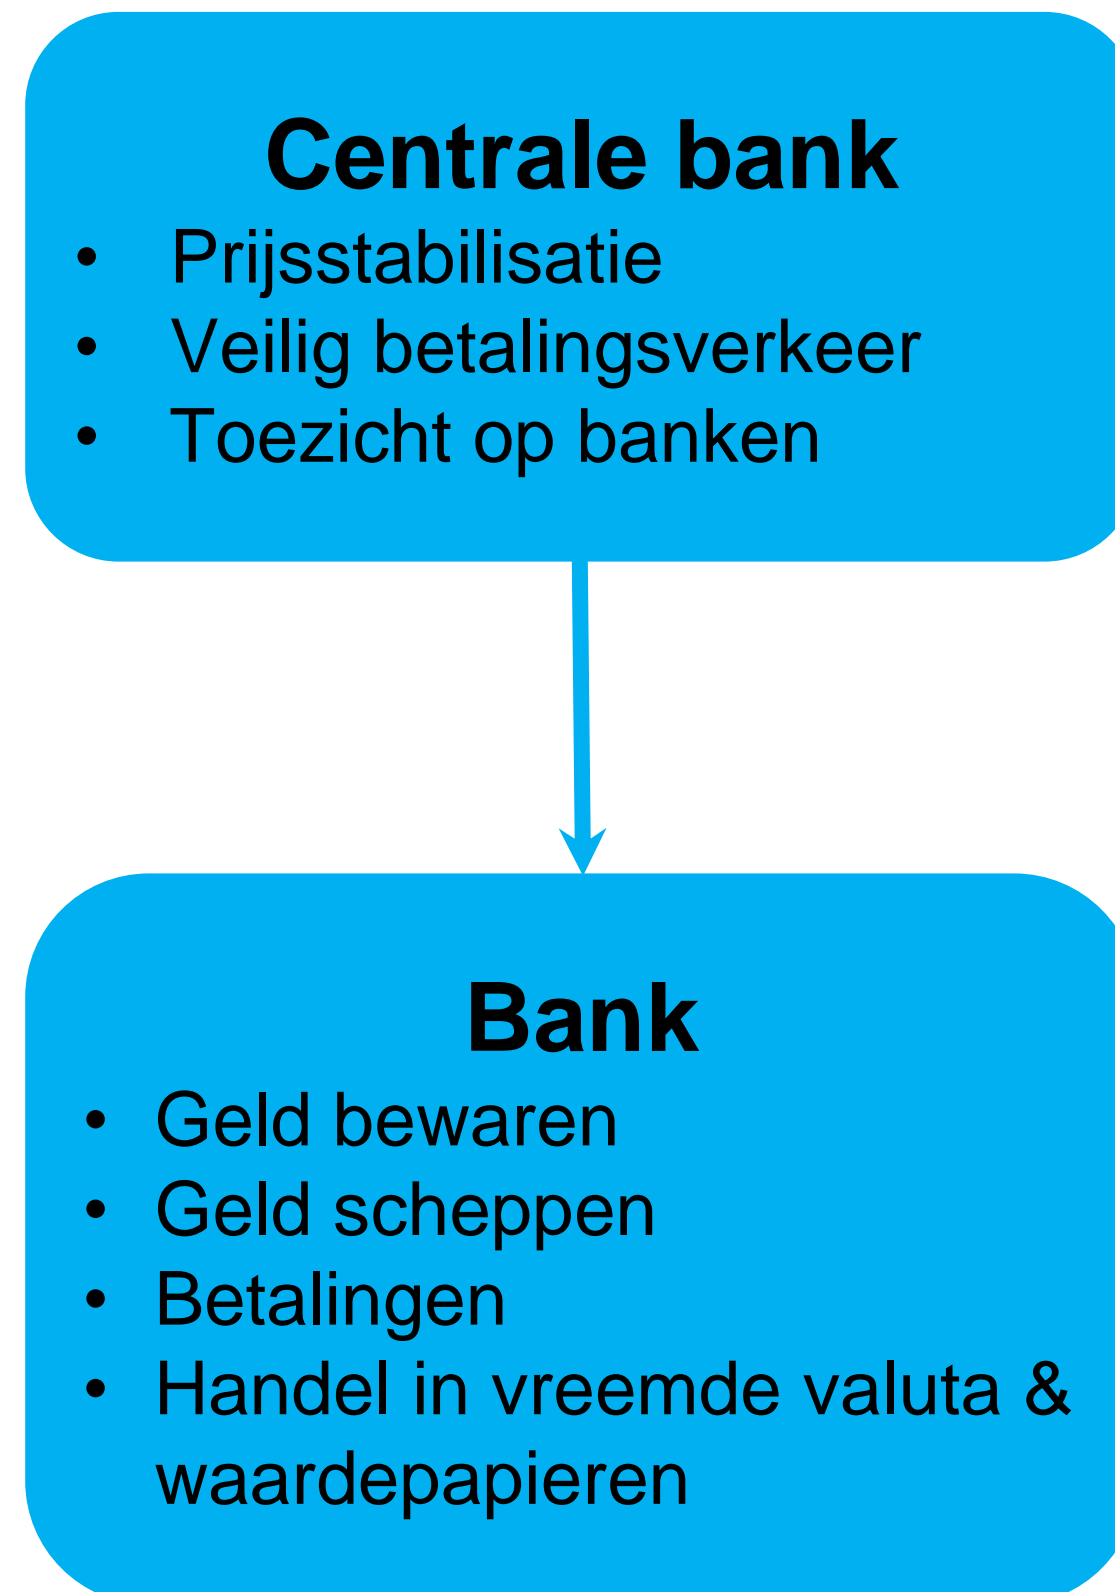 Centrale bank
• Prijsstabilisatie
• Veilig betalingsverkeer
• Toezicht op banken
Bank
• Geld bewaren
• Geld scheppen
• Betalingen
• Handel in vreemde valuta &
waardepapieren